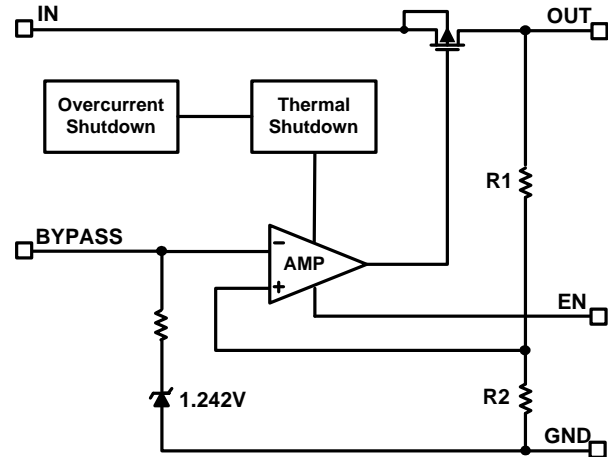 IN
OUT
Overcurrent
Shutdown
Thermal
Shutdown
R1
BYPASS
−
AMP
+
EN
1.242V
R2
GND